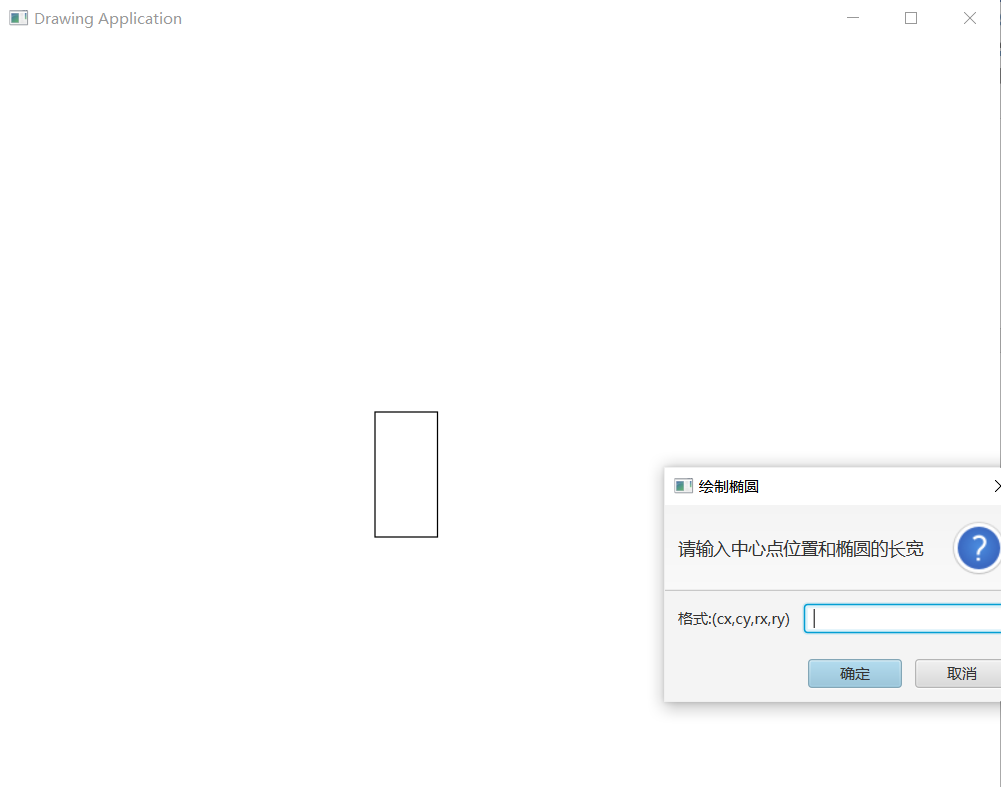 Drawing Application
绘制椭圆
请输入中心点位置和椭圆的长宽
?
格式:(cx,cy,rx,ry)
确定 取消